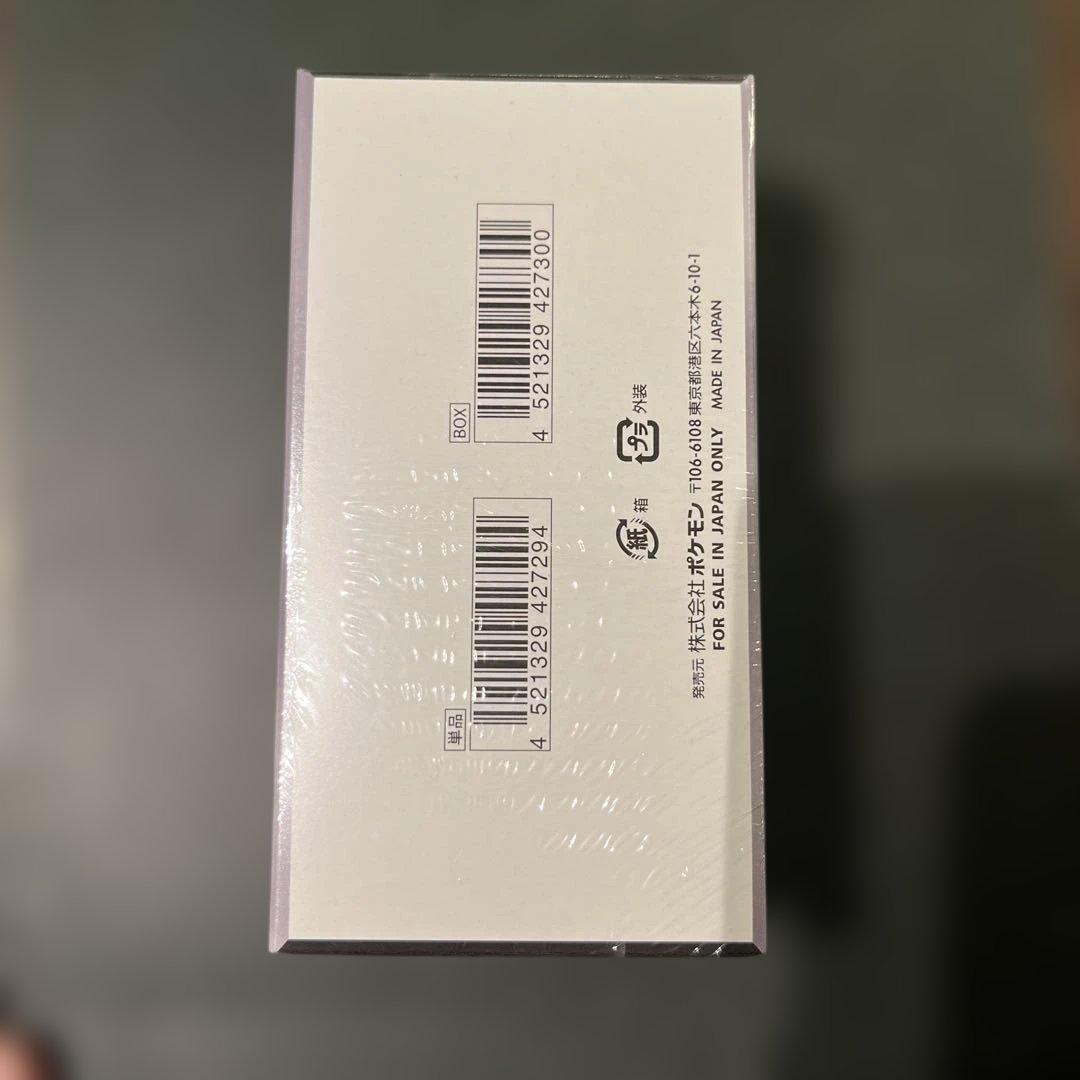 BOX
4 521329 427300
単品
4 521329 427294
プラ 外装
紙 箱
発売元 株式会社 ポケモン 〒106-6108 東京都港区六本木6-10-1
FOR SALE IN JAPAN ONLY MADE IN JAPAN